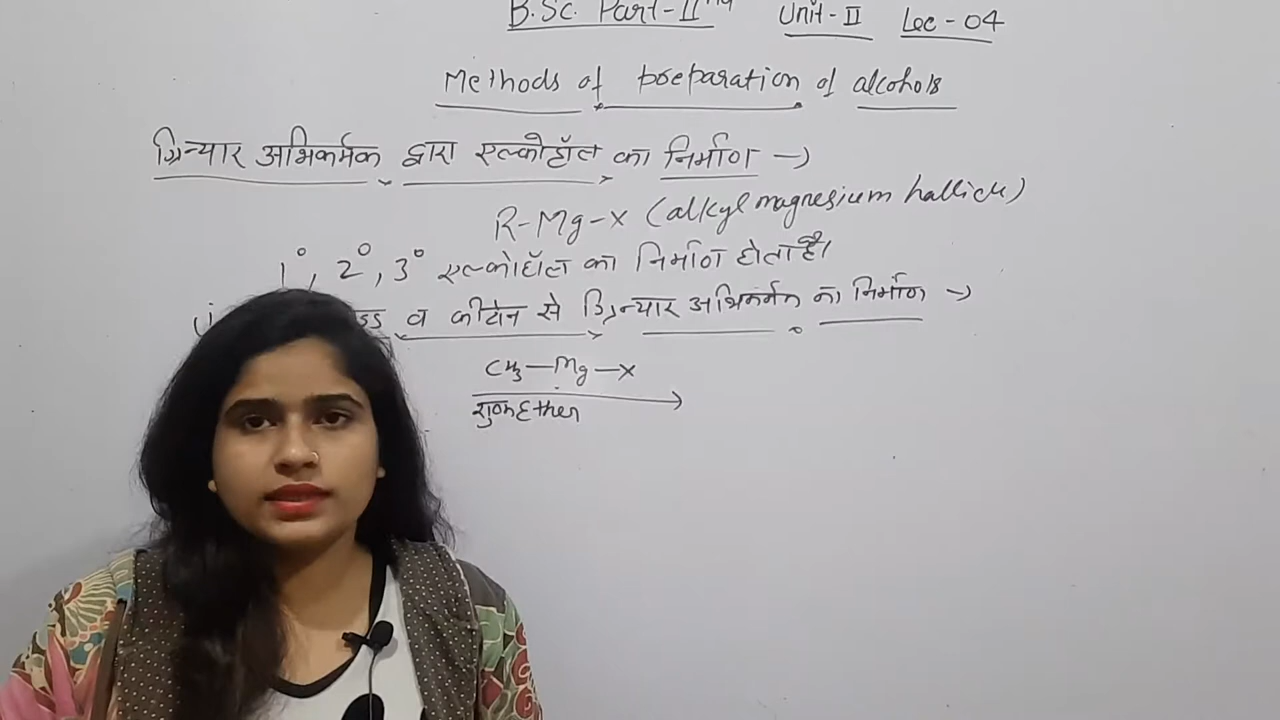 B.Sc. Part-II nd Unit-II Lec-04
Methods of preparation of alcohols
ग्रिन्यार अभिकर्मक द्वारा एल्कोहॉल का निर्माण →
R-Mg-X (alkyl magnesium hallide)
1°, 2°, 3° एल्कोहॉल का निर्माण होता है।
व कीटोन से ग्रिन्यार अभिकर्मक का निर्माण →
CH3—Mg—X
शुष्क Ether